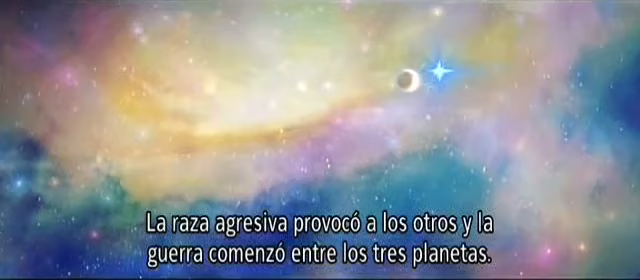 La raza agresiva provocó a los otros y la
guerra comenzó entre los tres planetas.